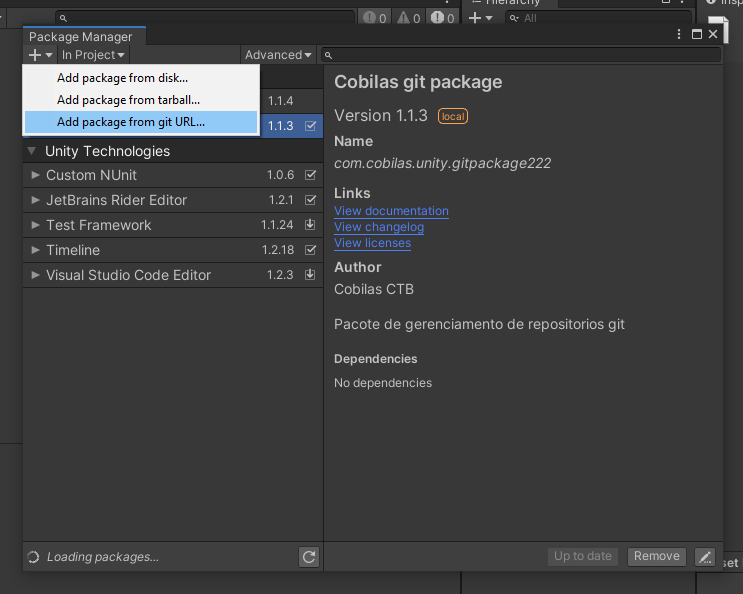 Hierarchy
0
0
0
All
Package Manager
In Project
Advanced
Add package from disk...
Add package from tarball...
Add package from git URL...
1.1.4
1.1.3
Unity Technologies
Custom NUnit 1.0.6
JetBrains Rider Editor 1.2.1
Test Framework 1.1.24
Timeline 1.2.18
Visual Studio Code Editor 1.2.3
Loading packages...
Cobilas git package
Version 1.1.3 local
Name
com.cobilas.unity.gitpackage222
Links
View documentation
View changelog
View licenses
Author
Cobilas CTB
Pacote de gerenciamento de repositorios git
Dependencies
No dependencies
Up to date
Remove